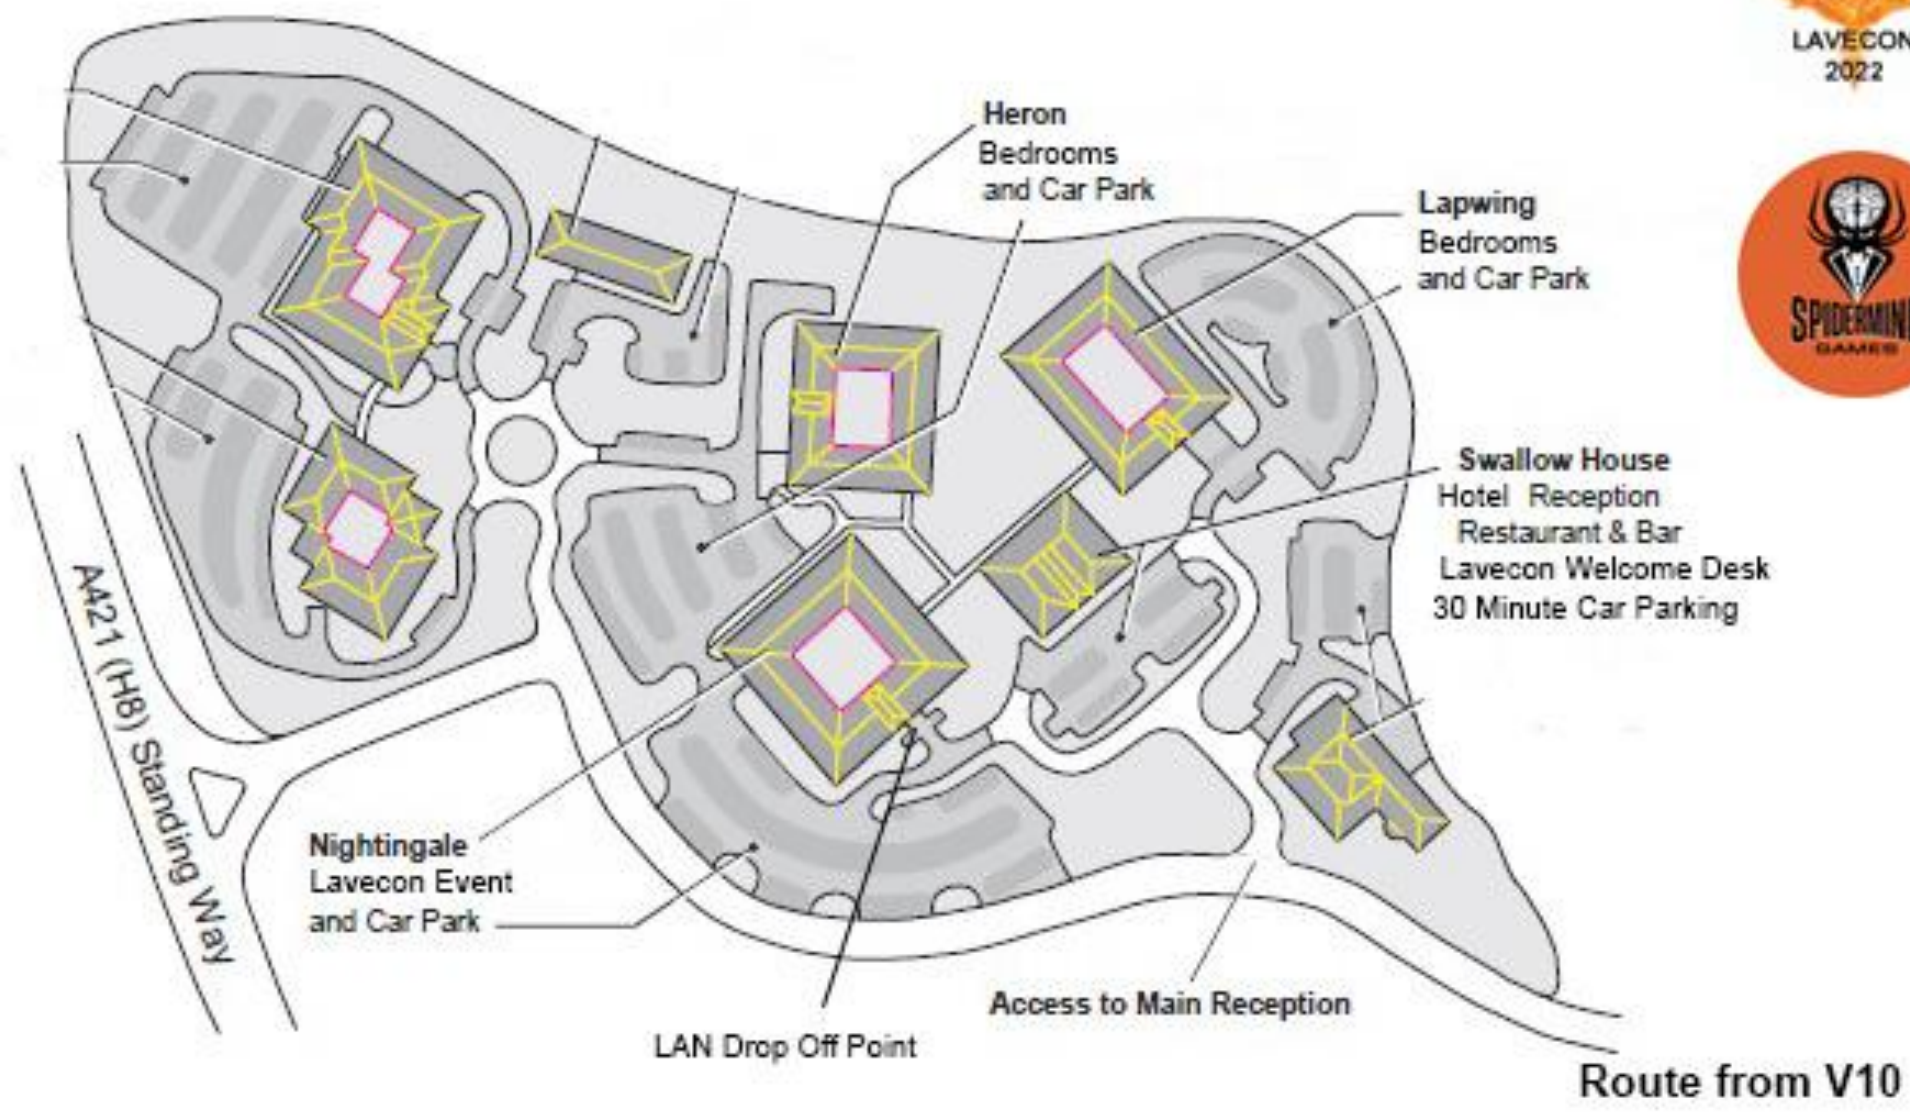 LAVECON
2022
Heron
Bedrooms
and Car Park
Lapwing
Bedrooms
and Car Park
SPIDERMIN
GAMES
Swallow House
Hotel Reception
Restaurant & Bar
Lavecon Welcome Desk
30 Minute Car Parking
A421 (H8) Standing Way
Nightingale
Lavecon Event
and Car Park
Access to Main Reception
LAN Drop Off Point
Route from V10